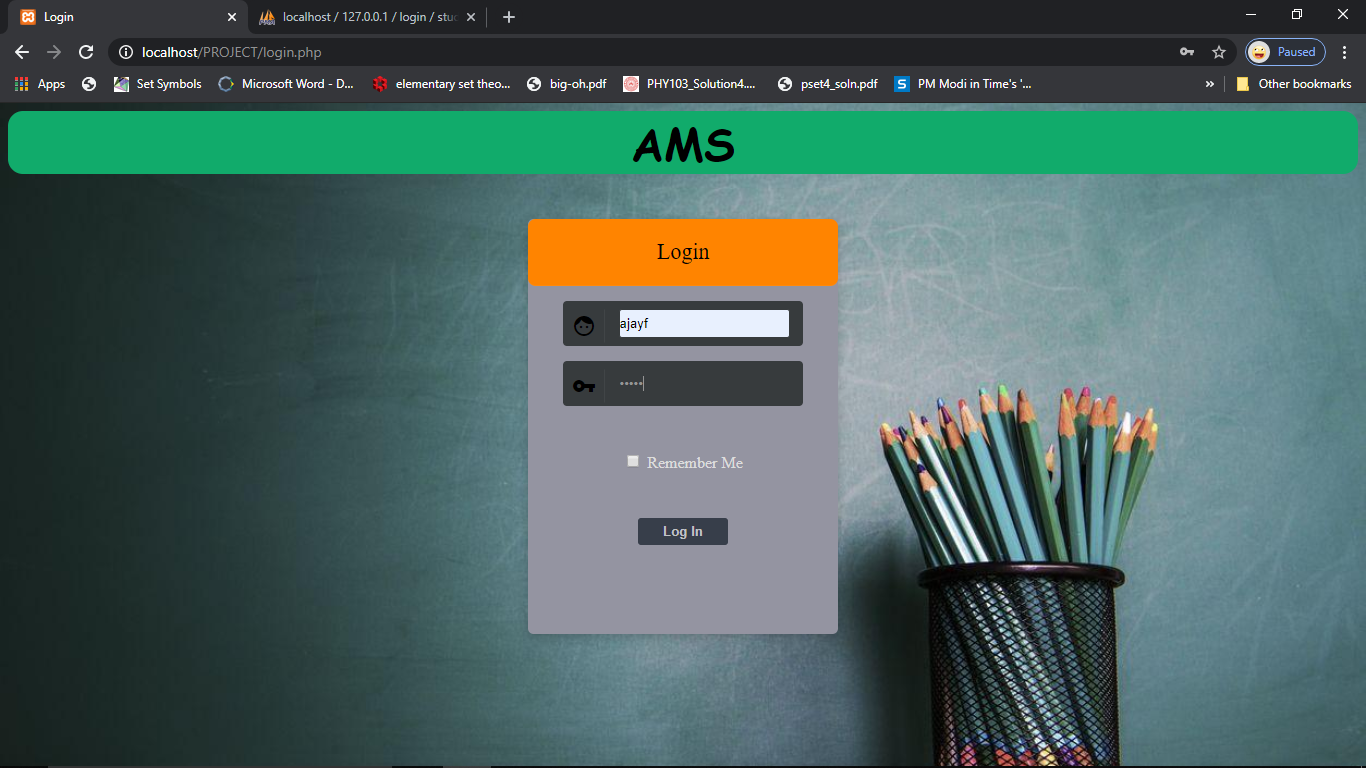 Login
localhost / 127.0.0.1 / login / stud
localhost/PROJECT/login.php
Paused
Apps
Set Symbols
Microsoft Word - D...
elementary set theo...
big-oh.pdf
PHY103_Solution4....
pset4_soln.pdf
S
PM Modi in Time's '...
»
Other bookmarks
AMS
Login
ajayf
•••••
Remember Me
Log In